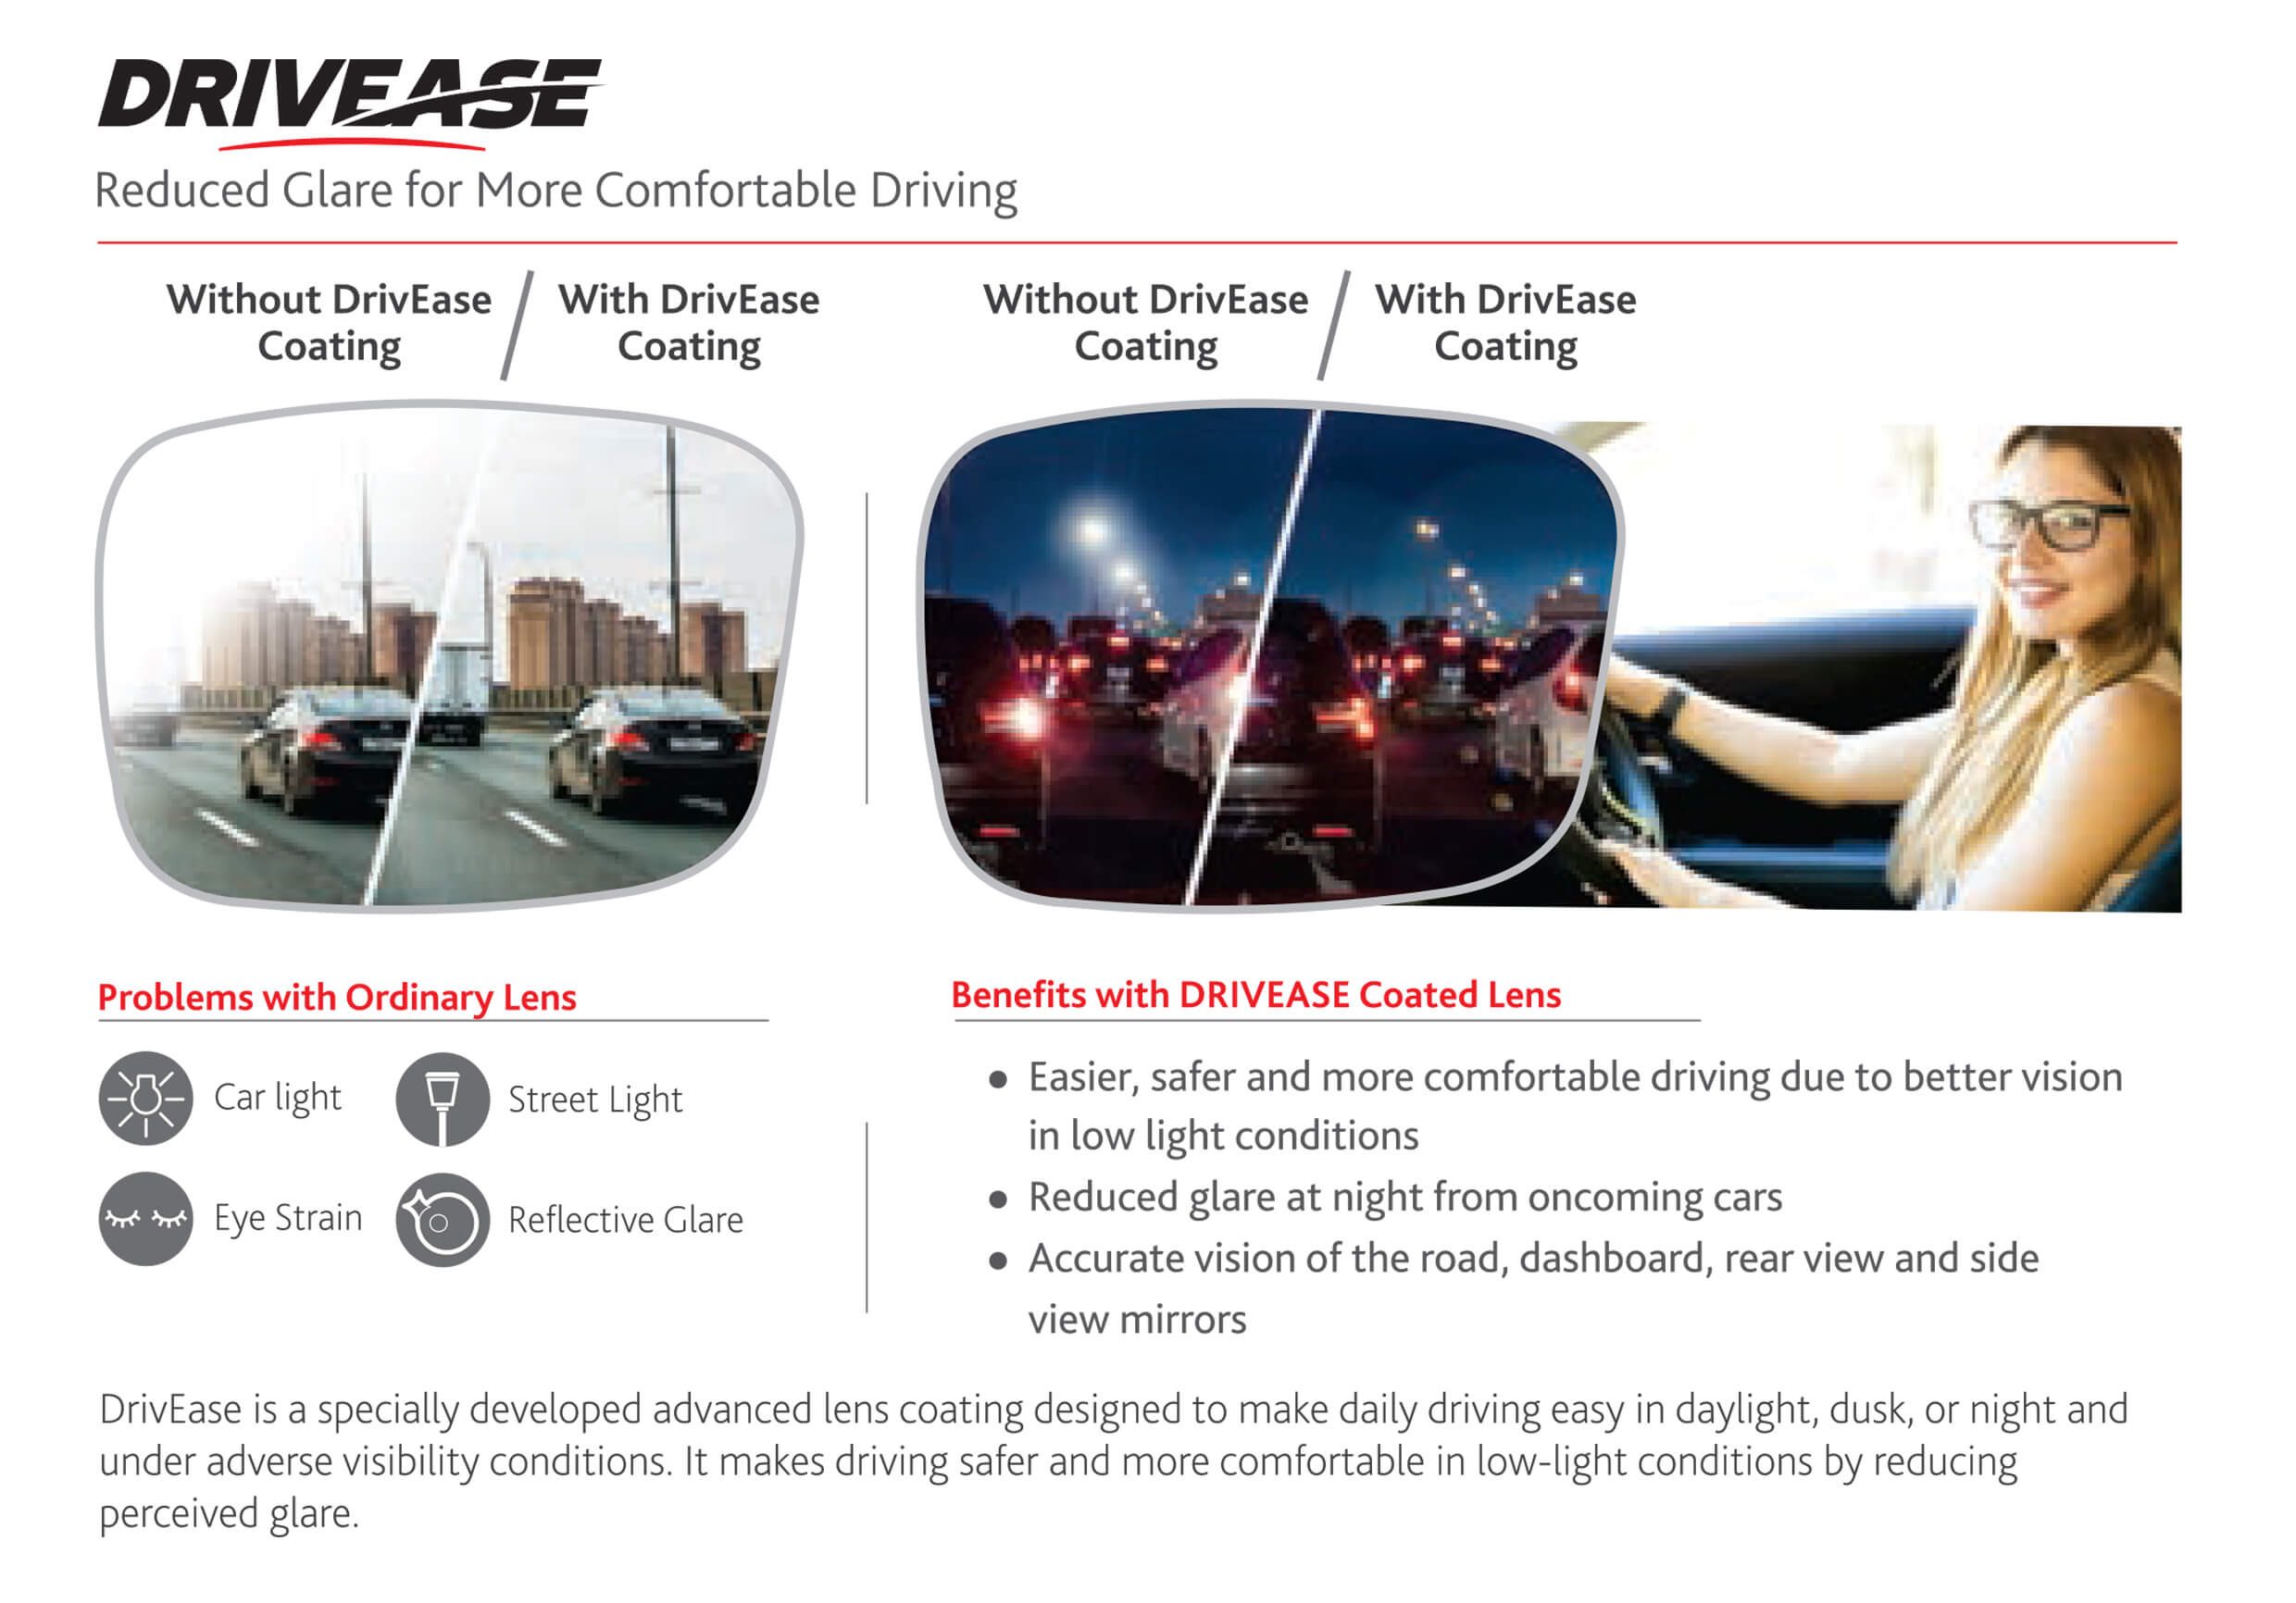 DRIVEASE
Reduced Glare for More Comfortable Driving
Without DrivEase
Coating
With DrivEase
Coating
Without DrivEase
Coating
With DrivEase
Coating
Problems with Ordinary Lens
Car light
Street Light
Eye Strain
Reflective Glare
Benefits with DRIVEASE Coated Lens
● Easier, safer and more comfortable driving due to better vision
in low light conditions
● Reduced glare at night from oncoming cars
● Accurate vision of the road, dashboard, rear view and side
view mirrors
DrivEase is a specially developed advanced lens coating designed to make daily driving easy in daylight, dusk, or night and
under adverse visibility conditions. It makes driving safer and more comfortable in low-light conditions by reducing
perceived glare.